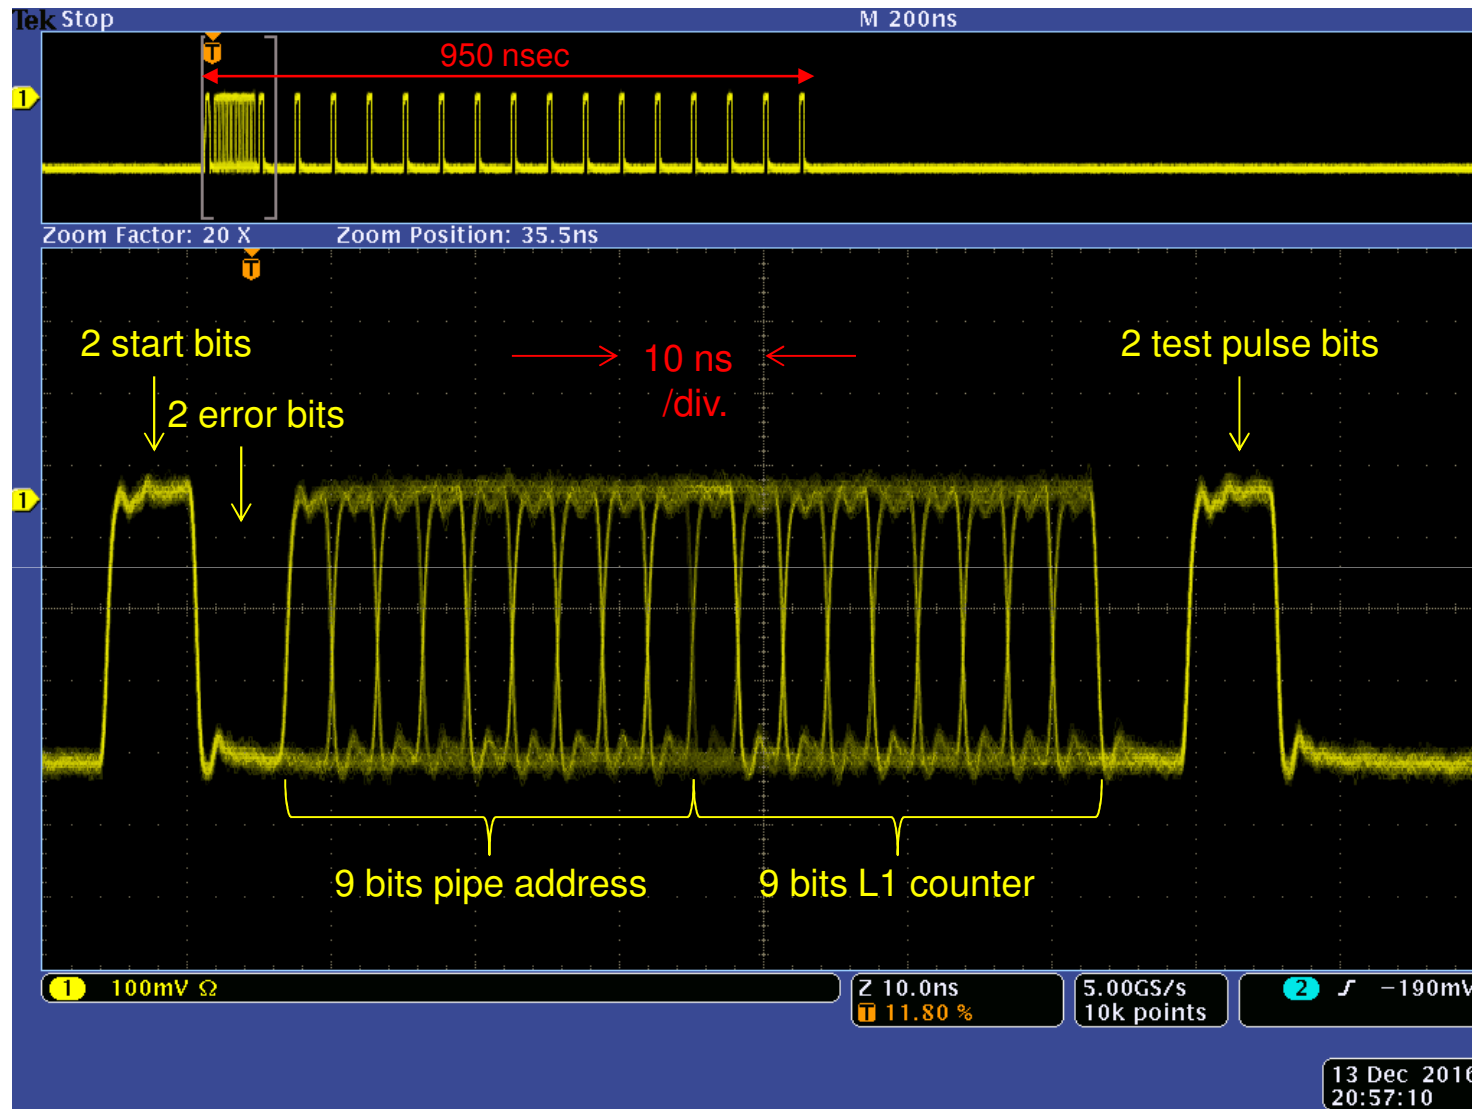 Tek Stop M 200ns
T
950 nsec
1
Zoom Factor: 20 X Zoom Position: 35.5ns
T
2 start bits
10 ns
/div.
2 test pulse bits
2 error bits
1
9 bits pipe address
9 bits L1 counter
1 100mV Ω
Z 10.0ns
T 11.80 %
5.00GS/s
10k points
2 −190mV
13 Dec 2016
20:57:10